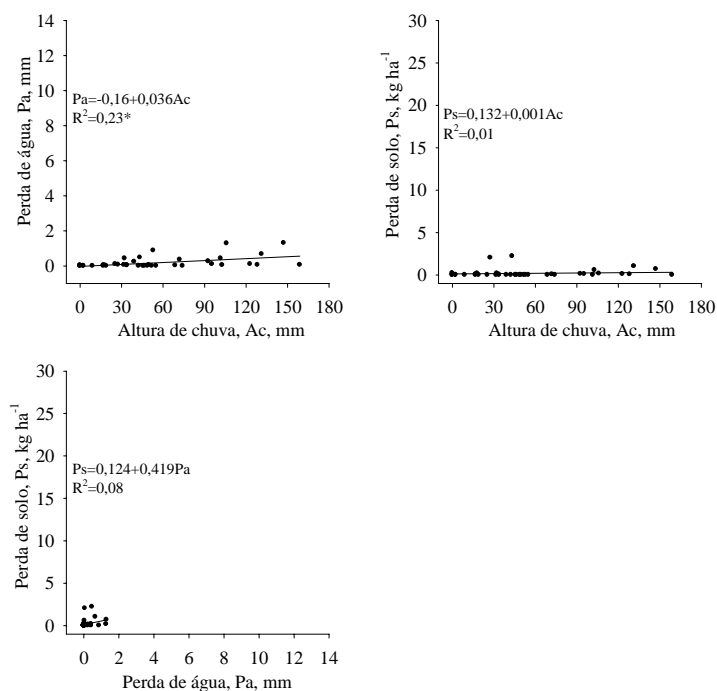 14
12
10
8
6
4
2
0
Perda de água, Pa, mm
Pa=-0,16+0,036Ac
R²=0,23*
0 30 60 90 120 150 180
Altura de chuva, Ac, mm
30
25
20
15
10
5
0
Perda de solo, Ps, kg ha⁻¹
Ps=0,132+0,001Ac
R²=0,01
0 30 60 90 120 150 180
Altura de chuva, Ac, mm
30
25
20
15
10
5
0
Perda de solo, Ps, kg ha⁻¹
Ps=0,124+0,419Pa
R²=0,08
0 2 4 6 8 10 12 14
Perda de água, Pa, mm